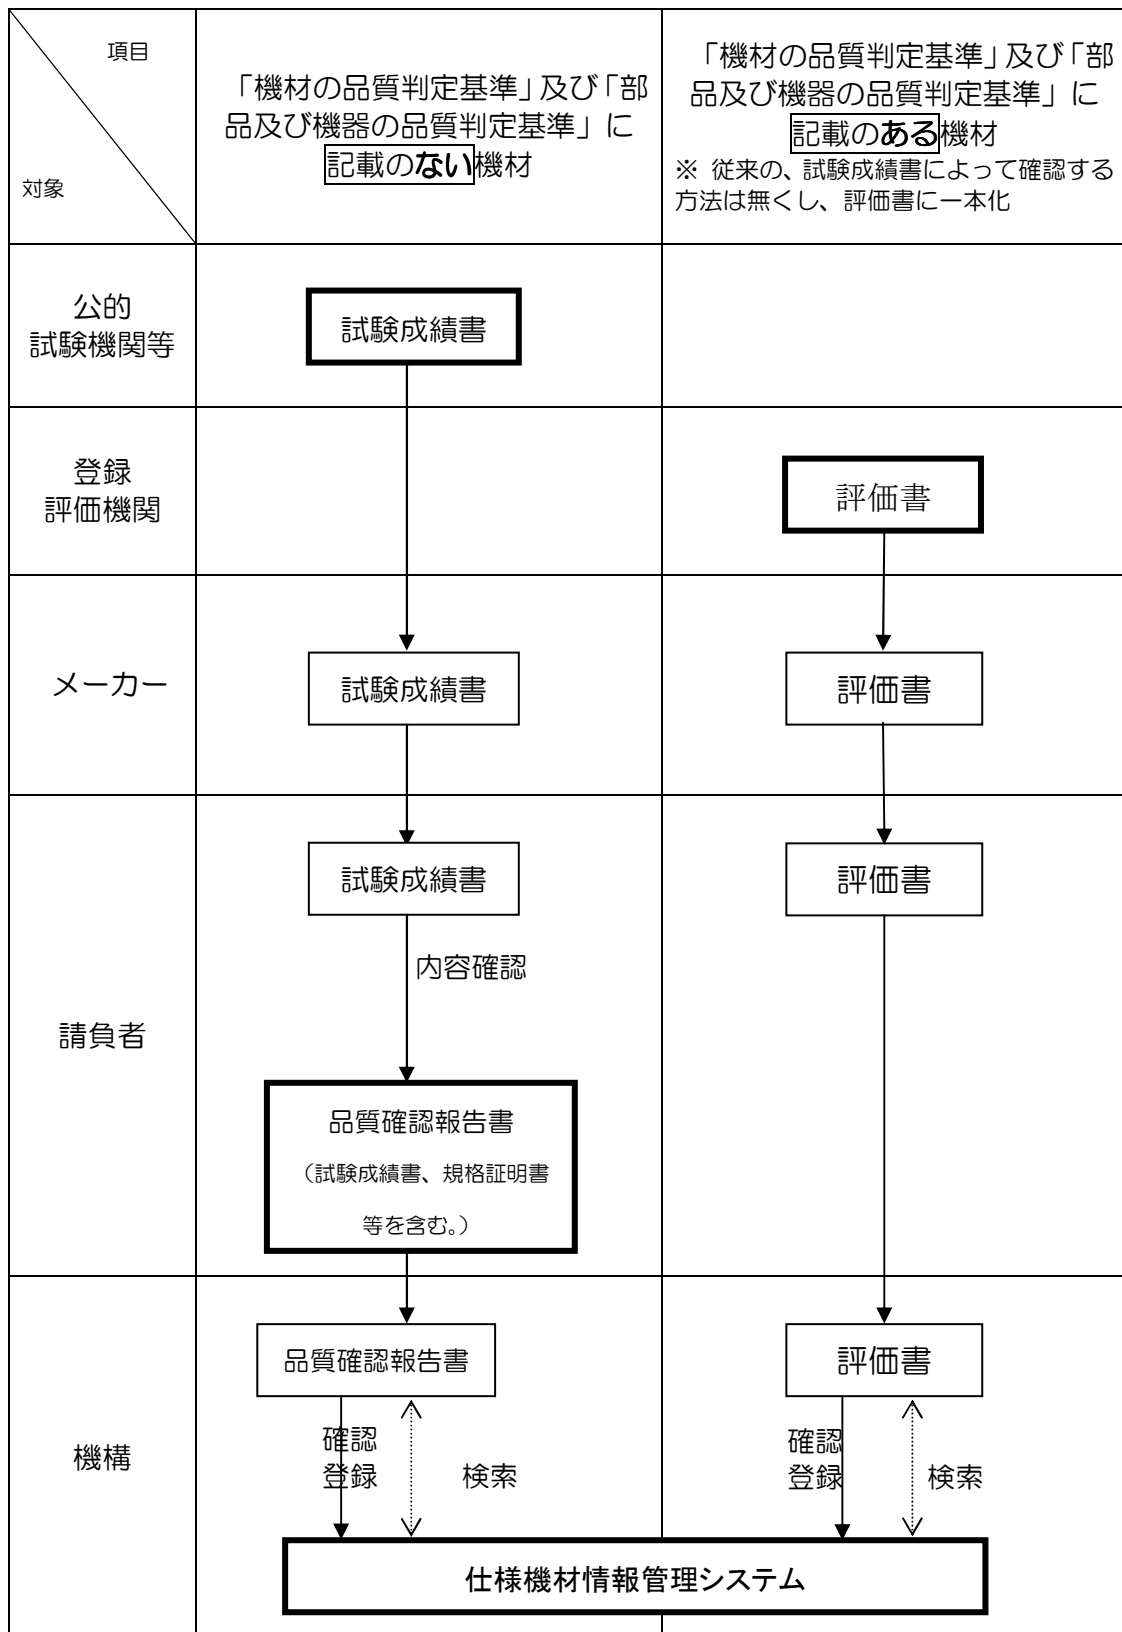 項目
対象
「機材の品質判定基準」及び「部
品及び機器の品質判定基準」に
記載のない機材
「機材の品質判定基準」及び「部
品及び機器の品質判定基準」に
記載のある機材
※ 従来の、試験成績書によって確認する
方法は無くし、評価書に一本化
公的
試験機関等
試験成績書
登録
評価機関
評価書
メーカー
試験成績書
評価書
請負者
試験成績書
評価書
内容確認
品質確認報告書
（試験成績書、規格証明書
等を含む。）
機構
品質確認報告書
評価書
確認
登録
検索
確認
登録
検索
仕様機材情報管理システム